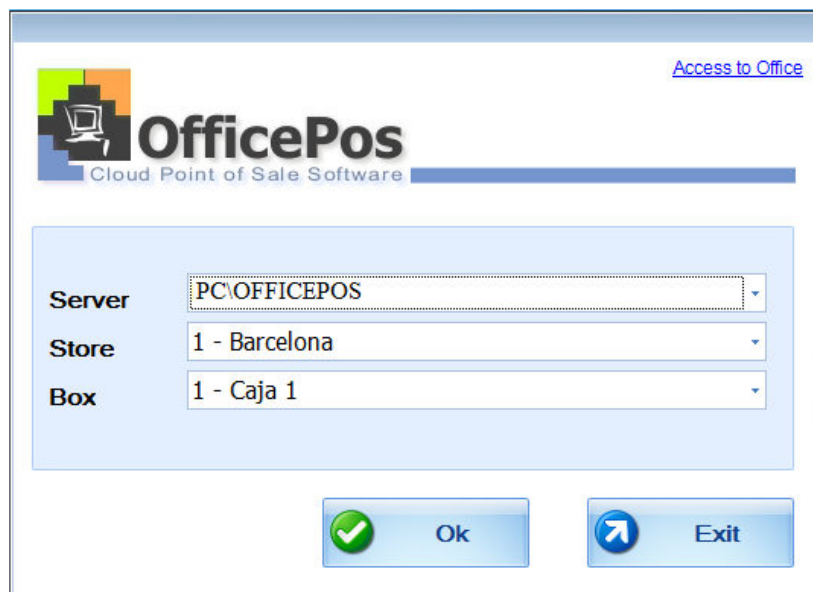 Access to Office
OfficePos
Cloud Point of Sale Software
Server PC\OFFICEPOS
Store 1 - Barcelona
Box 1 - Caja 1
Ok Exit